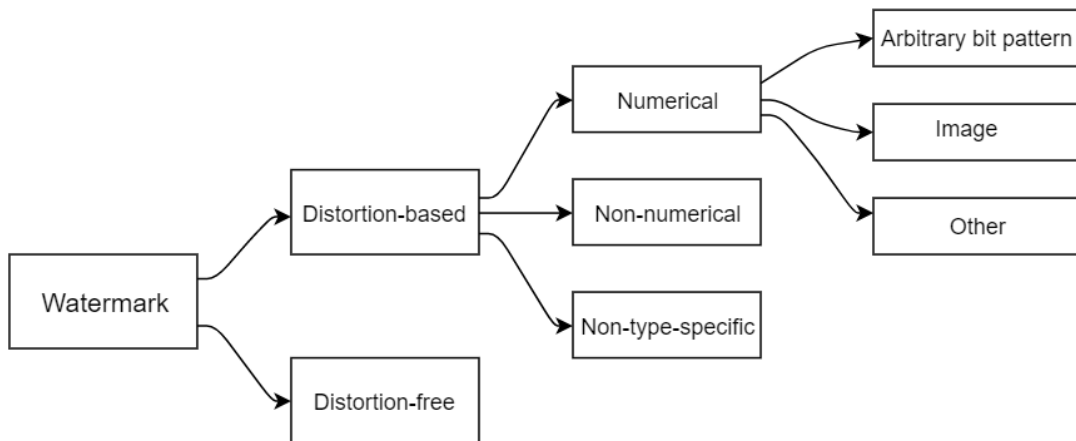 Watermark
Distortion-based
Distortion-free
Numerical
Non-numerical
Non-type-specific
Arbitrary bit pattern
Image
Other